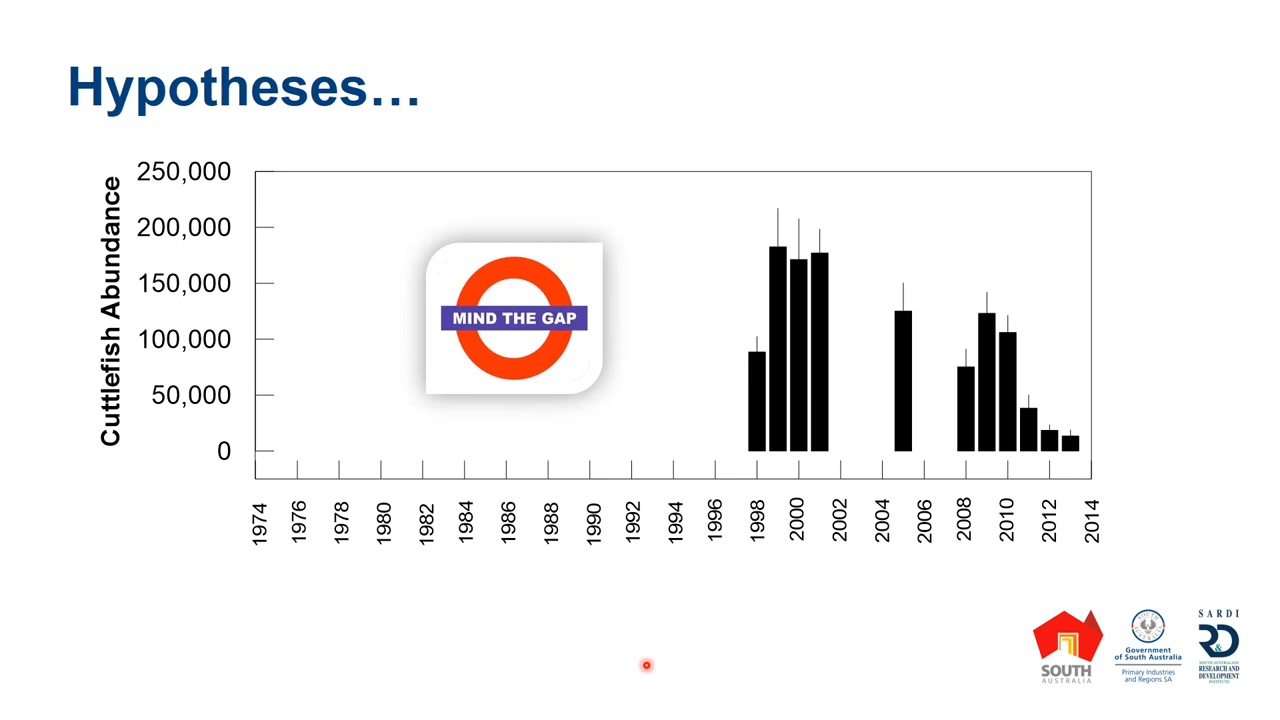 Hypotheses…
Cuttlefish Abundance
250,000
200,000
150,000
100,000
50,000
0
MIND THE GAP
1974 1976 1978 1980 1982 1984 1986 1988 1990 1992 1994 1996 1998 2000 2002 2004 2006 2008 2010 2012 2014
SOUTH
AUSTRALIA
SOUTH AUSTRALIA
Government
of South Australia
Primary Industries
and Regions SA
SARDI
R&D
SOUTH AUSTRALIAN
RESEARCH AND
DEVELOPMENT
INSTITUTE